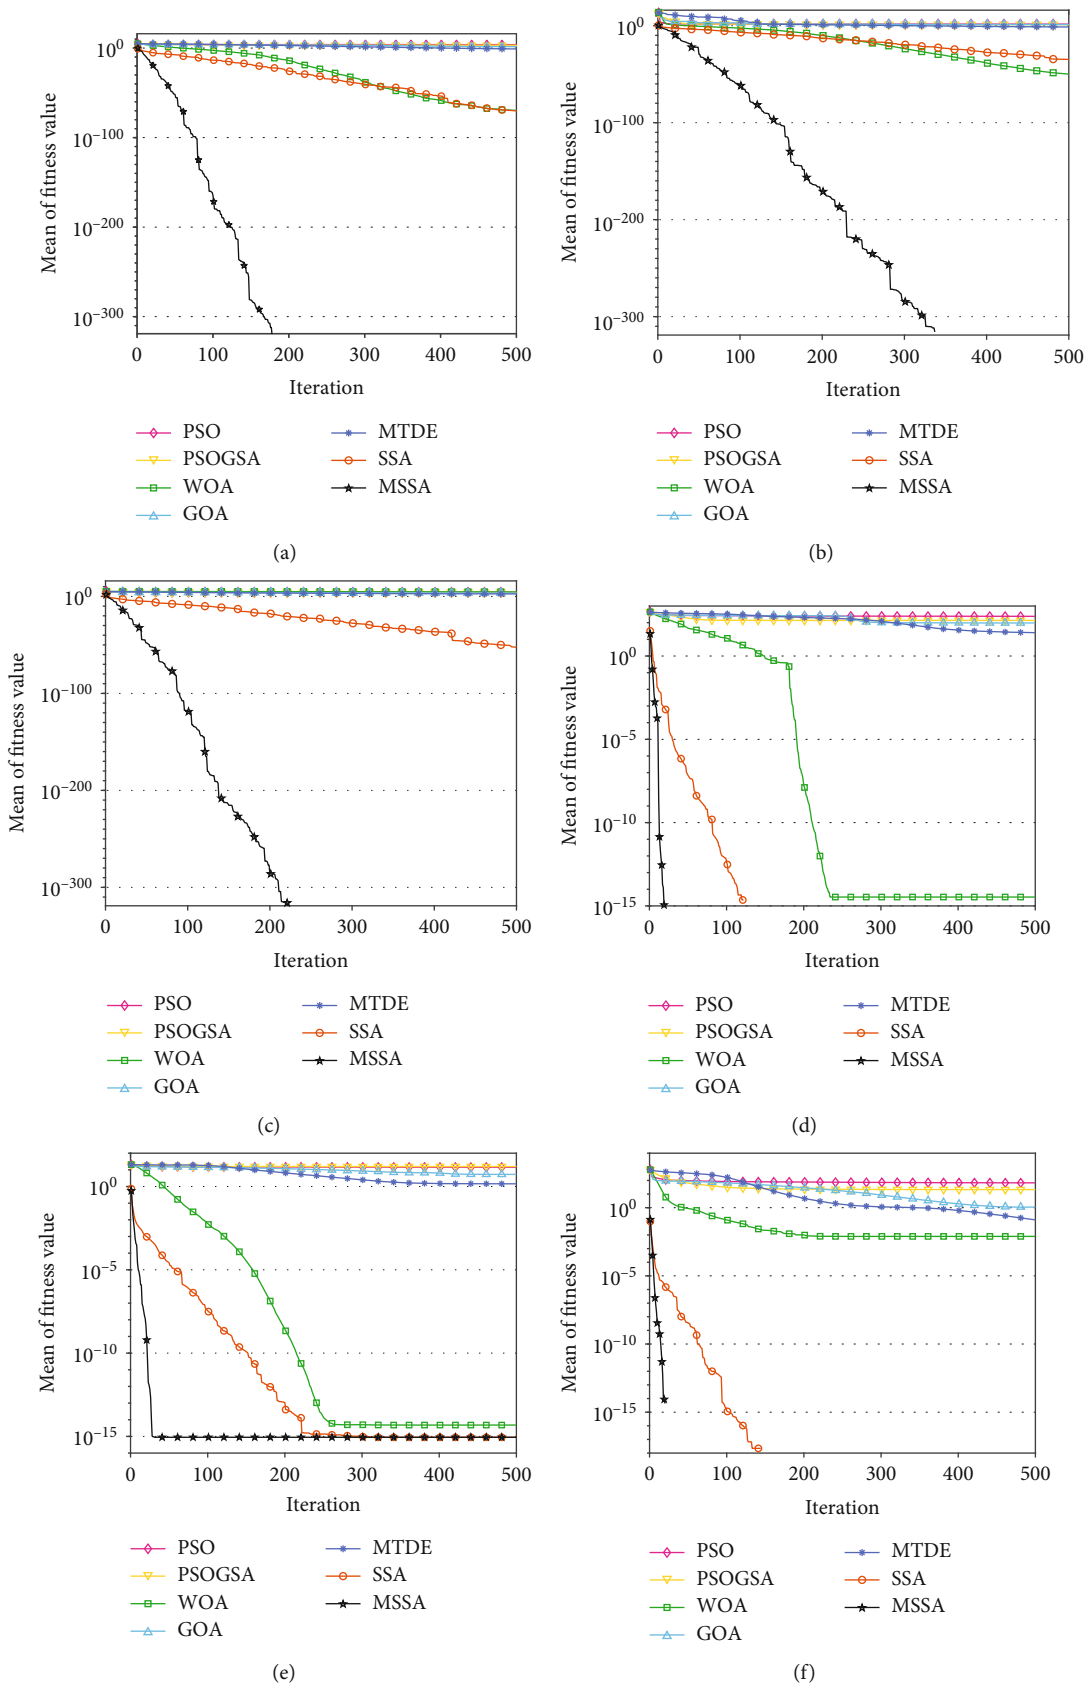 Mean of fitness value
10^0
10^-100
10^-200
10^-300
0 100 200 300 400 500
Iteration
PSO MTDE
PSOGSA SSA
WOA MSSA
GOA
(a)
Mean of fitness value
10^0
10^-100
10^-200
10^-300
0 100 200 300 400 500
Iteration
PSO MTDE
PSOGSA SSA
WOA MSSA
GOA
(b)
Mean of fitness value
10^0
10^-100
10^-200
10^-300
0 100 200 300 400 500
Iteration
PSO MTDE
PSOGSA SSA
WOA MSSA
GOA
(c)
Mean of fitness value
10^0
10^-5
10^-10
10^-15
0 100 200 300 400 500
Iteration
PSO MTDE
PSOGSA SSA
WOA MSSA
GOA
(d)
Mean of fitness value
10^0
10^-5
10^-10
10^-15
0 100 200 300 400 500
Iteration
PSO MTDE
PSOGSA SSA
WOA MSSA
GOA
(e)
Mean of fitness value
10^0
10^-5
10^-10
10^-15
0 100 200 300 400 500
Iteration
PSO MTDE
PSOGSA SSA
WOA MSSA
GOA
(f)